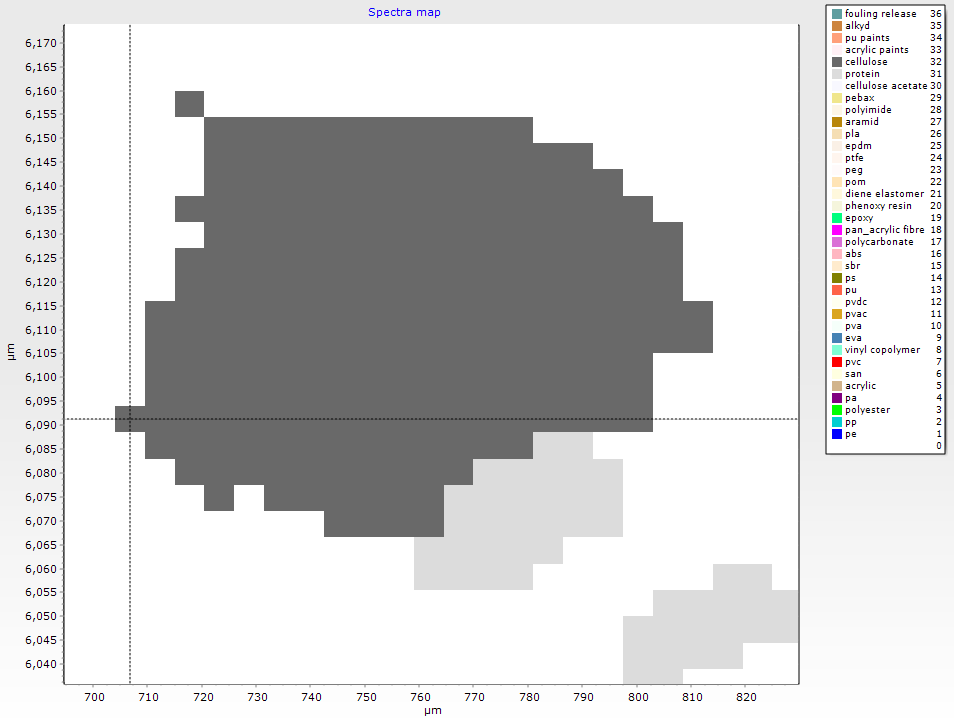 Spectra map
6,170
6,165
6,160
6,155
6,150
6,145
6,140
6,135
6,130
6,125
6,120
6,115
6,110
6,105
6,100
6,095
6,090
6,085
6,080
6,075
6,070
6,065
6,060
6,055
6,050
6,045
6,040
µm
700 710 720 730 740 750 760 770 780 790 800 810 820
µm
fouling release 36
alkyd 35
pu paints 34
acrylic paints 33
cellulose 32
protein 31
cellulose acetate 30
pebax 29
polyimide 28
aramid 27
pla 26
epdm 25
ptfe 24
peg 23
pom 22
diene elastomer 21
phenoxy resin 20
epoxy 19
pan_acrylic fibre 18
polycarbonate 17
abs 16
sbr 15
ps 14
pu 13
pvdc 12
pvac 11
pva 10
eva 9
vinyl copolymer 8
pvc 7
san 6
acrylic 5
pa 4
polyester 3
pp 2
pe 1
0